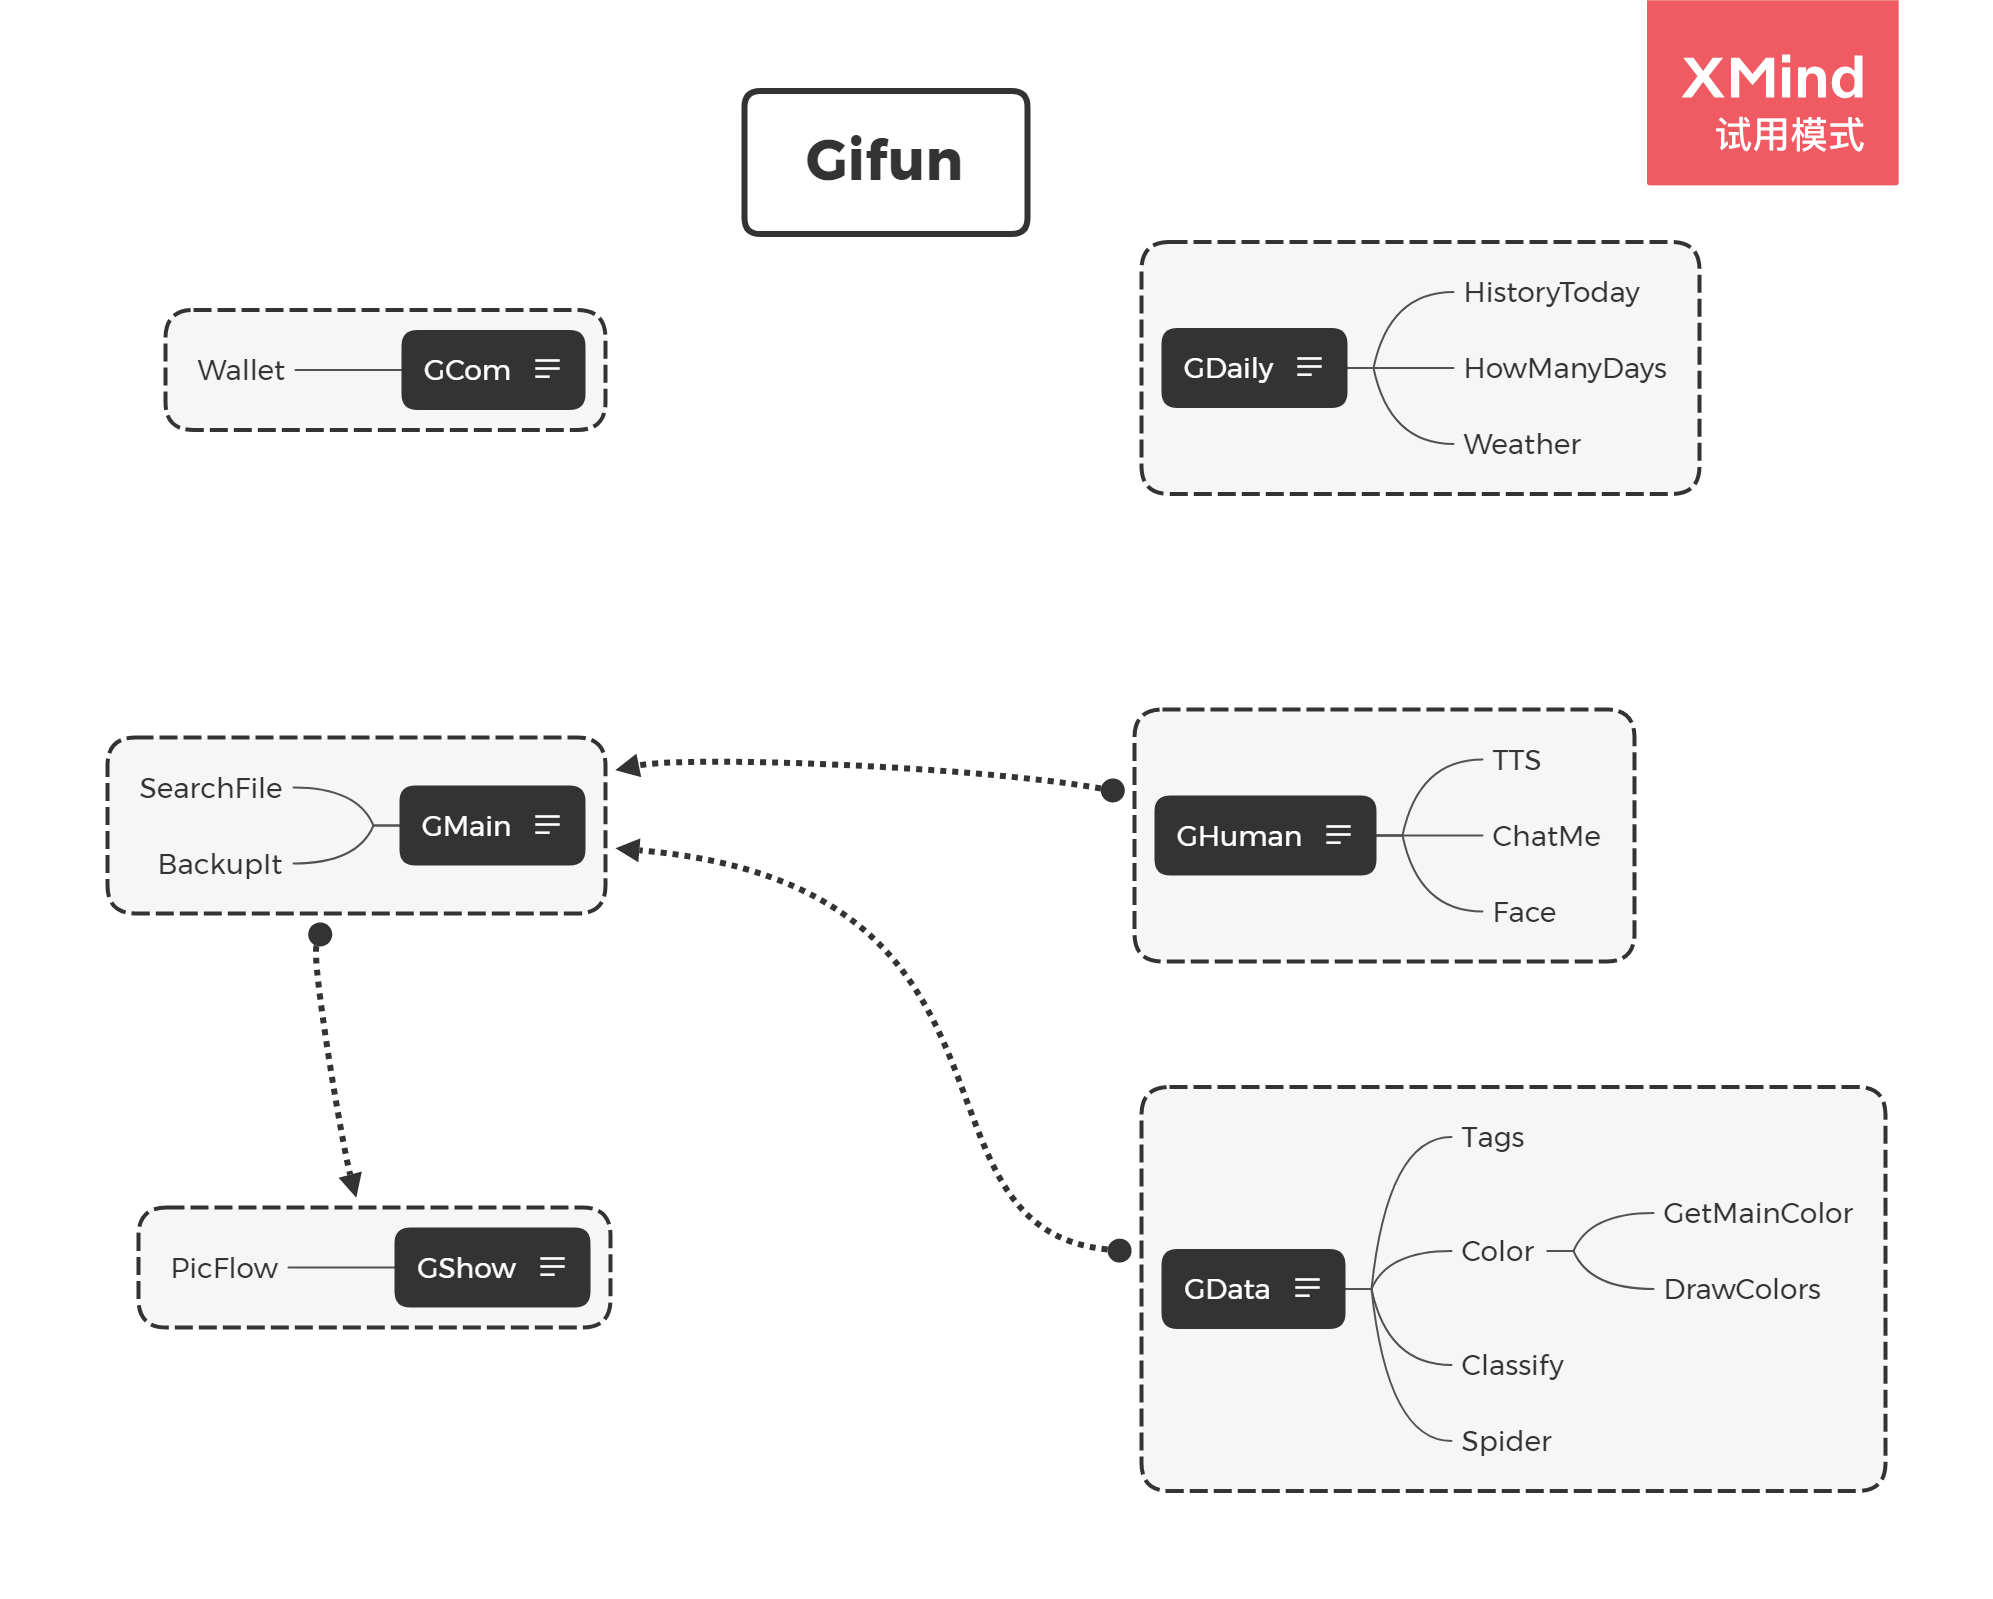 XMind
试用模式
Gifun
Wallet
GCom
GDaily
HistoryToday
HowManyDays
Weather
SearchFile
BackupIt
GMain
GHuman
TTS
ChatMe
Face
PicFlow
GShow
GData
Tags
Color
GetMainColor
DrawColors
Classify
Spider